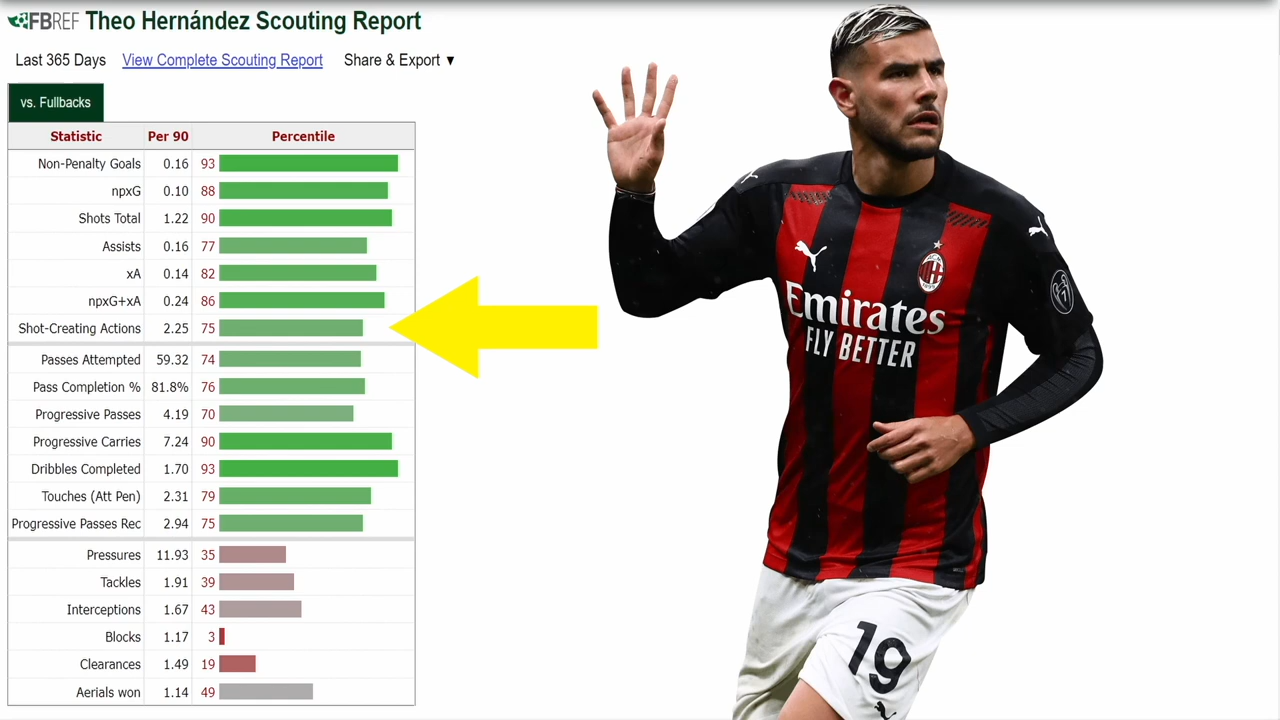 FBREF Theo Hernández Scouting Report
Last 365 Days View Complete Scouting Report Share & Export ▼
vs. Fullbacks
Statistic Per 90 Percentile
Non-Penalty Goals 0.16 93
npxG 0.10 88
Shots Total 1.22 90
Assists 0.16 77
xA 0.14 82
npxG+xA 0.24 86
Shot-Creating Actions 2.25 75
Passes Attempted 59.32 74
Pass Completion % 81.8% 76
Progressive Passes 4.19 70
Progressive Carries 7.24 90
Dribbles Completed 1.70 93
Touches (Att Pen) 2.31 79
Progressive Passes Rec 2.94 75
Pressures 11.93 35
Tackles 1.91 39
Interceptions 1.67 43
Blocks 1.17 3
Clearances 1.49 19
Aerials won 1.14 49
ACM
1899
Emirates
FLY BETTER
19